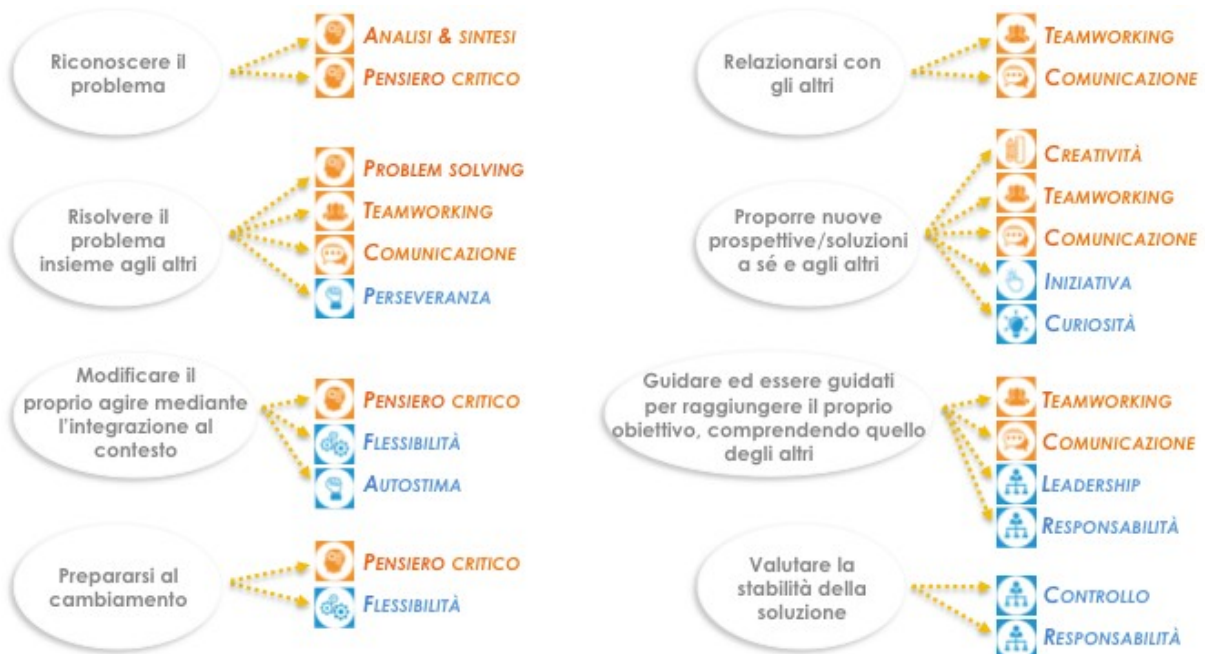 Riconoscere il
problema
ANALISI & SINTESI
PENSIERO CRITICO
Risolvere il
problema
insieme agli altri
PROBLEM SOLVING
TEAMWORKING
COMUNICAZIONE
PERSEVERANZA
Modificare il
proprio agire mediante
l'integrazione al
contesto
PENSIERO CRITICO
FLESSIBILITÀ
AUTOSTIMA
Prepararsi al
cambiamento
PENSIERO CRITICO
FLESSIBILITÀ
Relazionarsi con
gli altri
TEAMWORKING
COMUNICAZIONE
Proporre nuove
prospettive/soluzioni
a sé e agli altri
CREATIVITÀ
TEAMWORKING
COMUNICAZIONE
INIZIATIVA
CURIOSITÀ
Guidare ed essere guidati
per raggiungere il proprio
obiettivo, comprendendo quello
degli altri
TEAMWORKING
COMUNICAZIONE
LEADERSHIP
RESPONSABILITÀ
Valutare la
stabilità della
soluzione
CONTROLLO
RESPONSABILITÀ